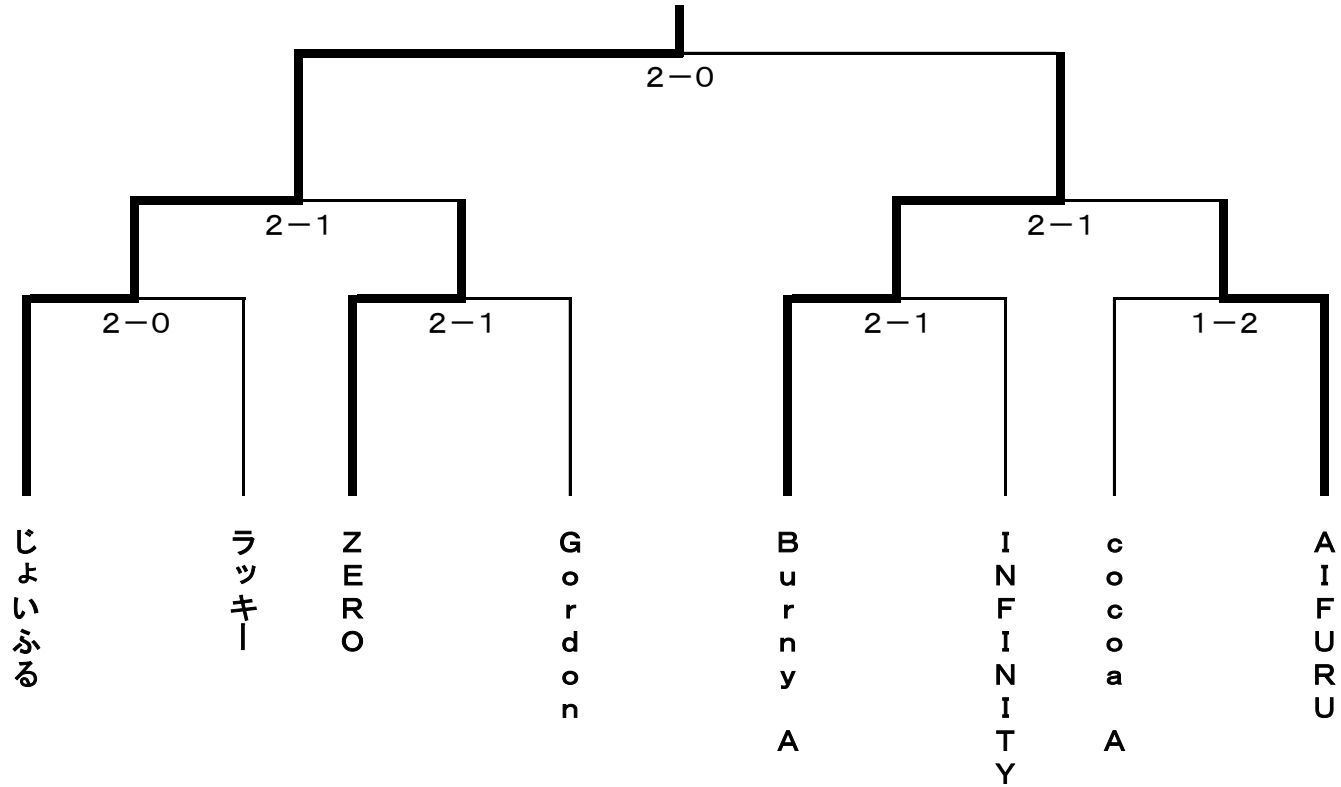 ２－０
２－１
２－１
２－０
２－１
２－１
１－２
じょいふる
ラッキー
ZERO
Gordon
Burny A
INFINITY
cocoa A
AIFURU